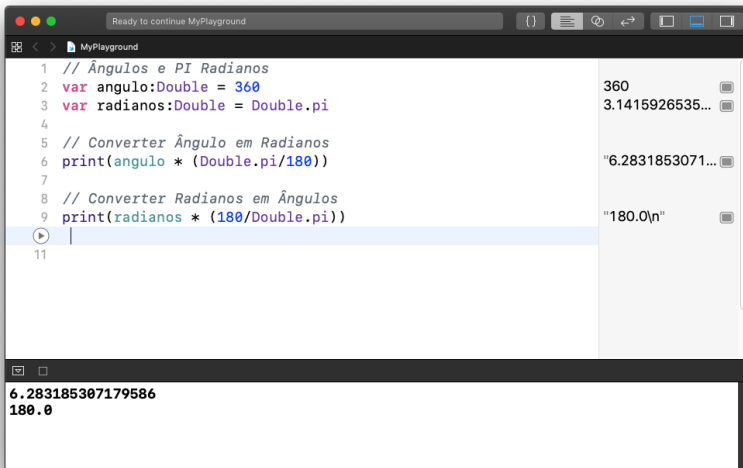 Ready to continue MyPlayground
{ }
MyPlayground
1 // Ângulos e PI Radianos
2 var angulo:Double = 360 360
3 var radianos:Double = Double.pi 3.1415926535...
4
5 // Converter Ângulo em Radianos
6 print(angulo * (Double.pi/180)) "6.2831853071...
7
8 // Converter Radianos em Ângulos
9 print(radianos * (180/Double.pi)) "180.0\n"
11
6.283185307179586
180.0